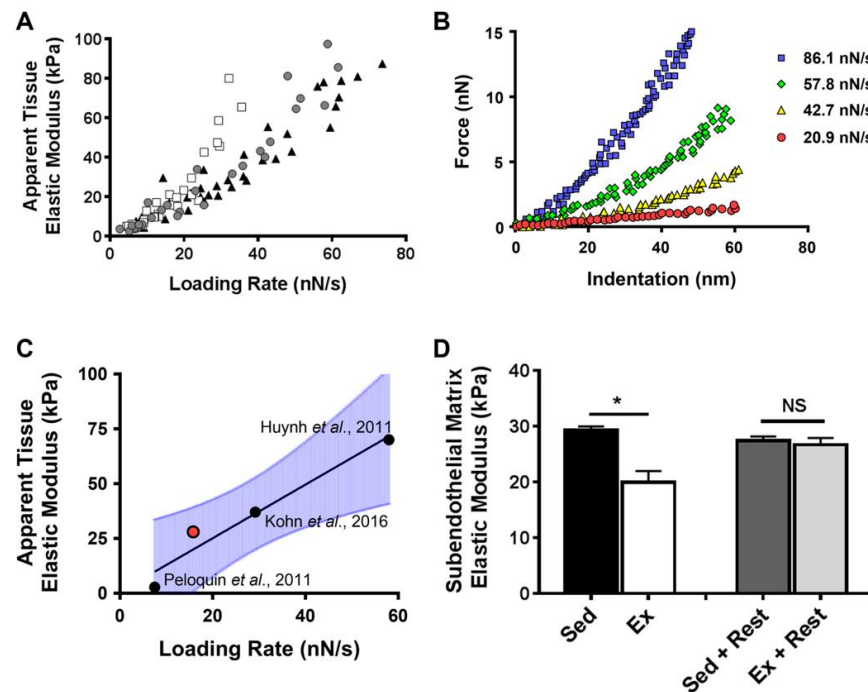 A
Apparent Tissue
Elastic Modulus (kPa)
100
80
60
40
20
0
0
20
40
60
80
Loading Rate (nN/s)
B
Force (nN)
15
10
5
0
0
20
40
60
Indentation (nm)
86.1 nN/s
57.8 nN/s
42.7 nN/s
20.9 nN/s
C
Apparent Tissue
Elastic Modulus (kPa)
100
75
50
25
0
0
20
40
60
Huynh et al., 2011
Kohn et al., 2016
Peloquin et al., 2011
Loading Rate (nN/s)
D
Subendothelial Matrix
Elastic Modulus (kPa)
40
30
20
10
0
*
NS
Sed
Ex
Sed + Rest
Ex + Rest